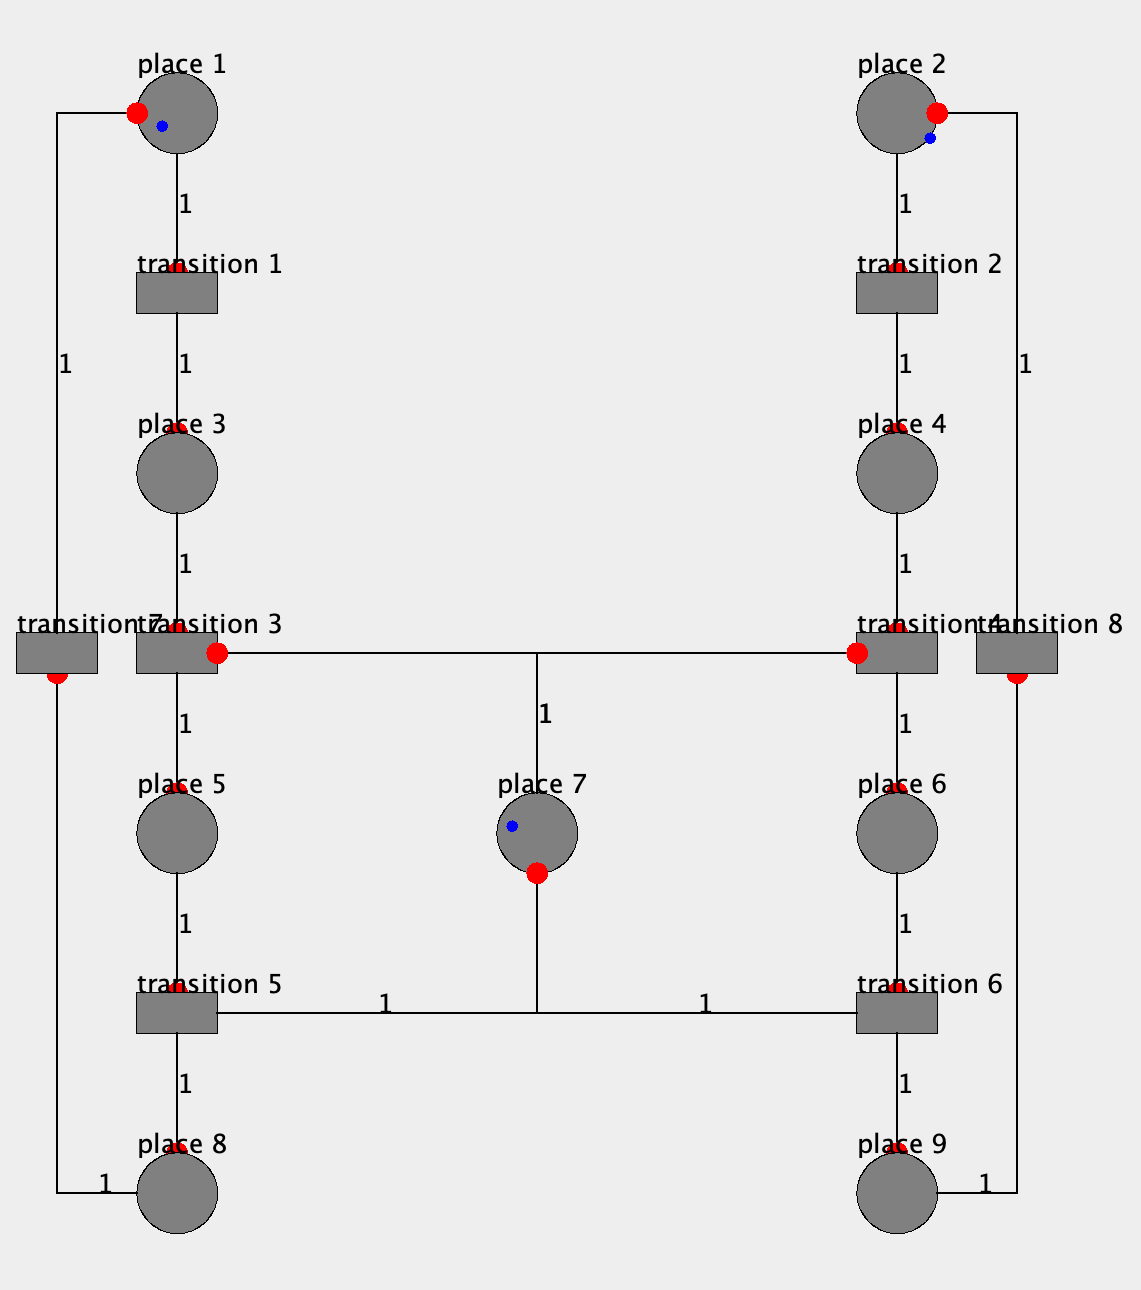 place 1
place 2
1
1
transition 1
transition 2
1
1
1
1
place 3
place 4
1
1
transition 7
transition 3
transition 4
transition 8
1
1
1
place 5
place 7
place 6
1
1
transition 5
1
1
transition 6
1
1
place 8
place 9
1
1